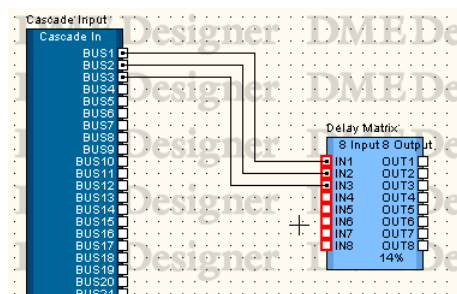 Cascade Input
Cascade In
BUS1
BUS2
BUS3
BUS4
BUS5
BUS6
BUS7
BUS8
BUS9
BUS10
BUS11
BUS12
BUS13
BUS14
BUS15
BUS16
BUS17
BUS18
BUS19
BUS20
BUS21
Delay Matrix
8 Input 8 Output
IN1 OUT1
IN2 OUT2
IN3 OUT3
IN4 OUT4
IN5 OUT5
IN6 OUT6
IN7 OUT7
IN8 OUT8
14%
DME Designer
DME Designer
DME Designer